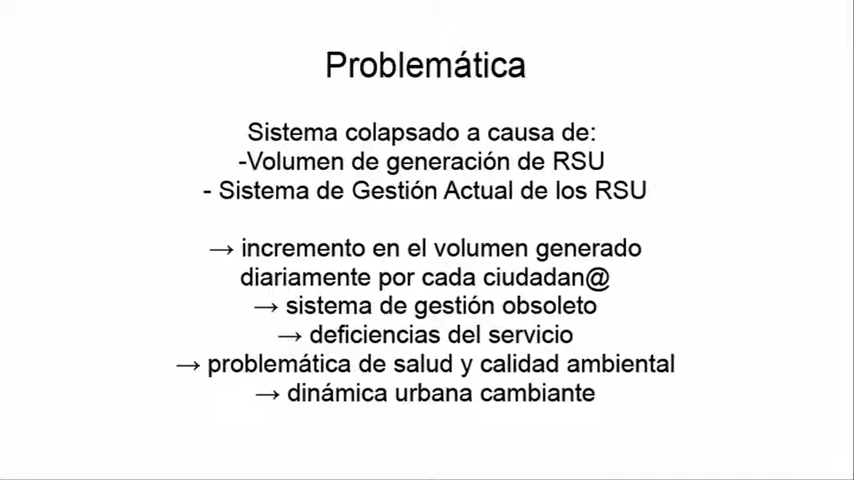 Problemática
Sistema colapsado a causa de:
-Volumen de generación de RSU
- Sistema de Gestión Actual de los RSU
→ incremento en el volumen generado
diariamente por cada ciudadan@
→ sistema de gestión obsoleto
→ deficiencias del servicio
→ problemática de salud y calidad ambiental
→ dinámica urbana cambiante